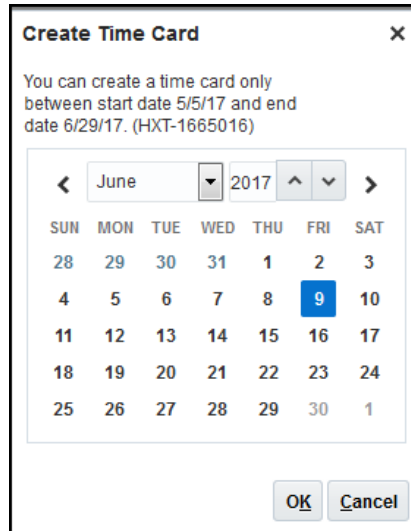 Create Time Card ×
You can create a time card only
between start date 5/5/17 and end
date 6/29/17. (HXT-1665016)
June 2017
SUN MON TUE WED THU FRI SAT
28 29 30 31 1 2 3
4 5 6 7 8 9 10
11 12 13 14 15 16 17
18 19 20 21 22 23 24
25 26 27 28 29 30 1
OK Cancel